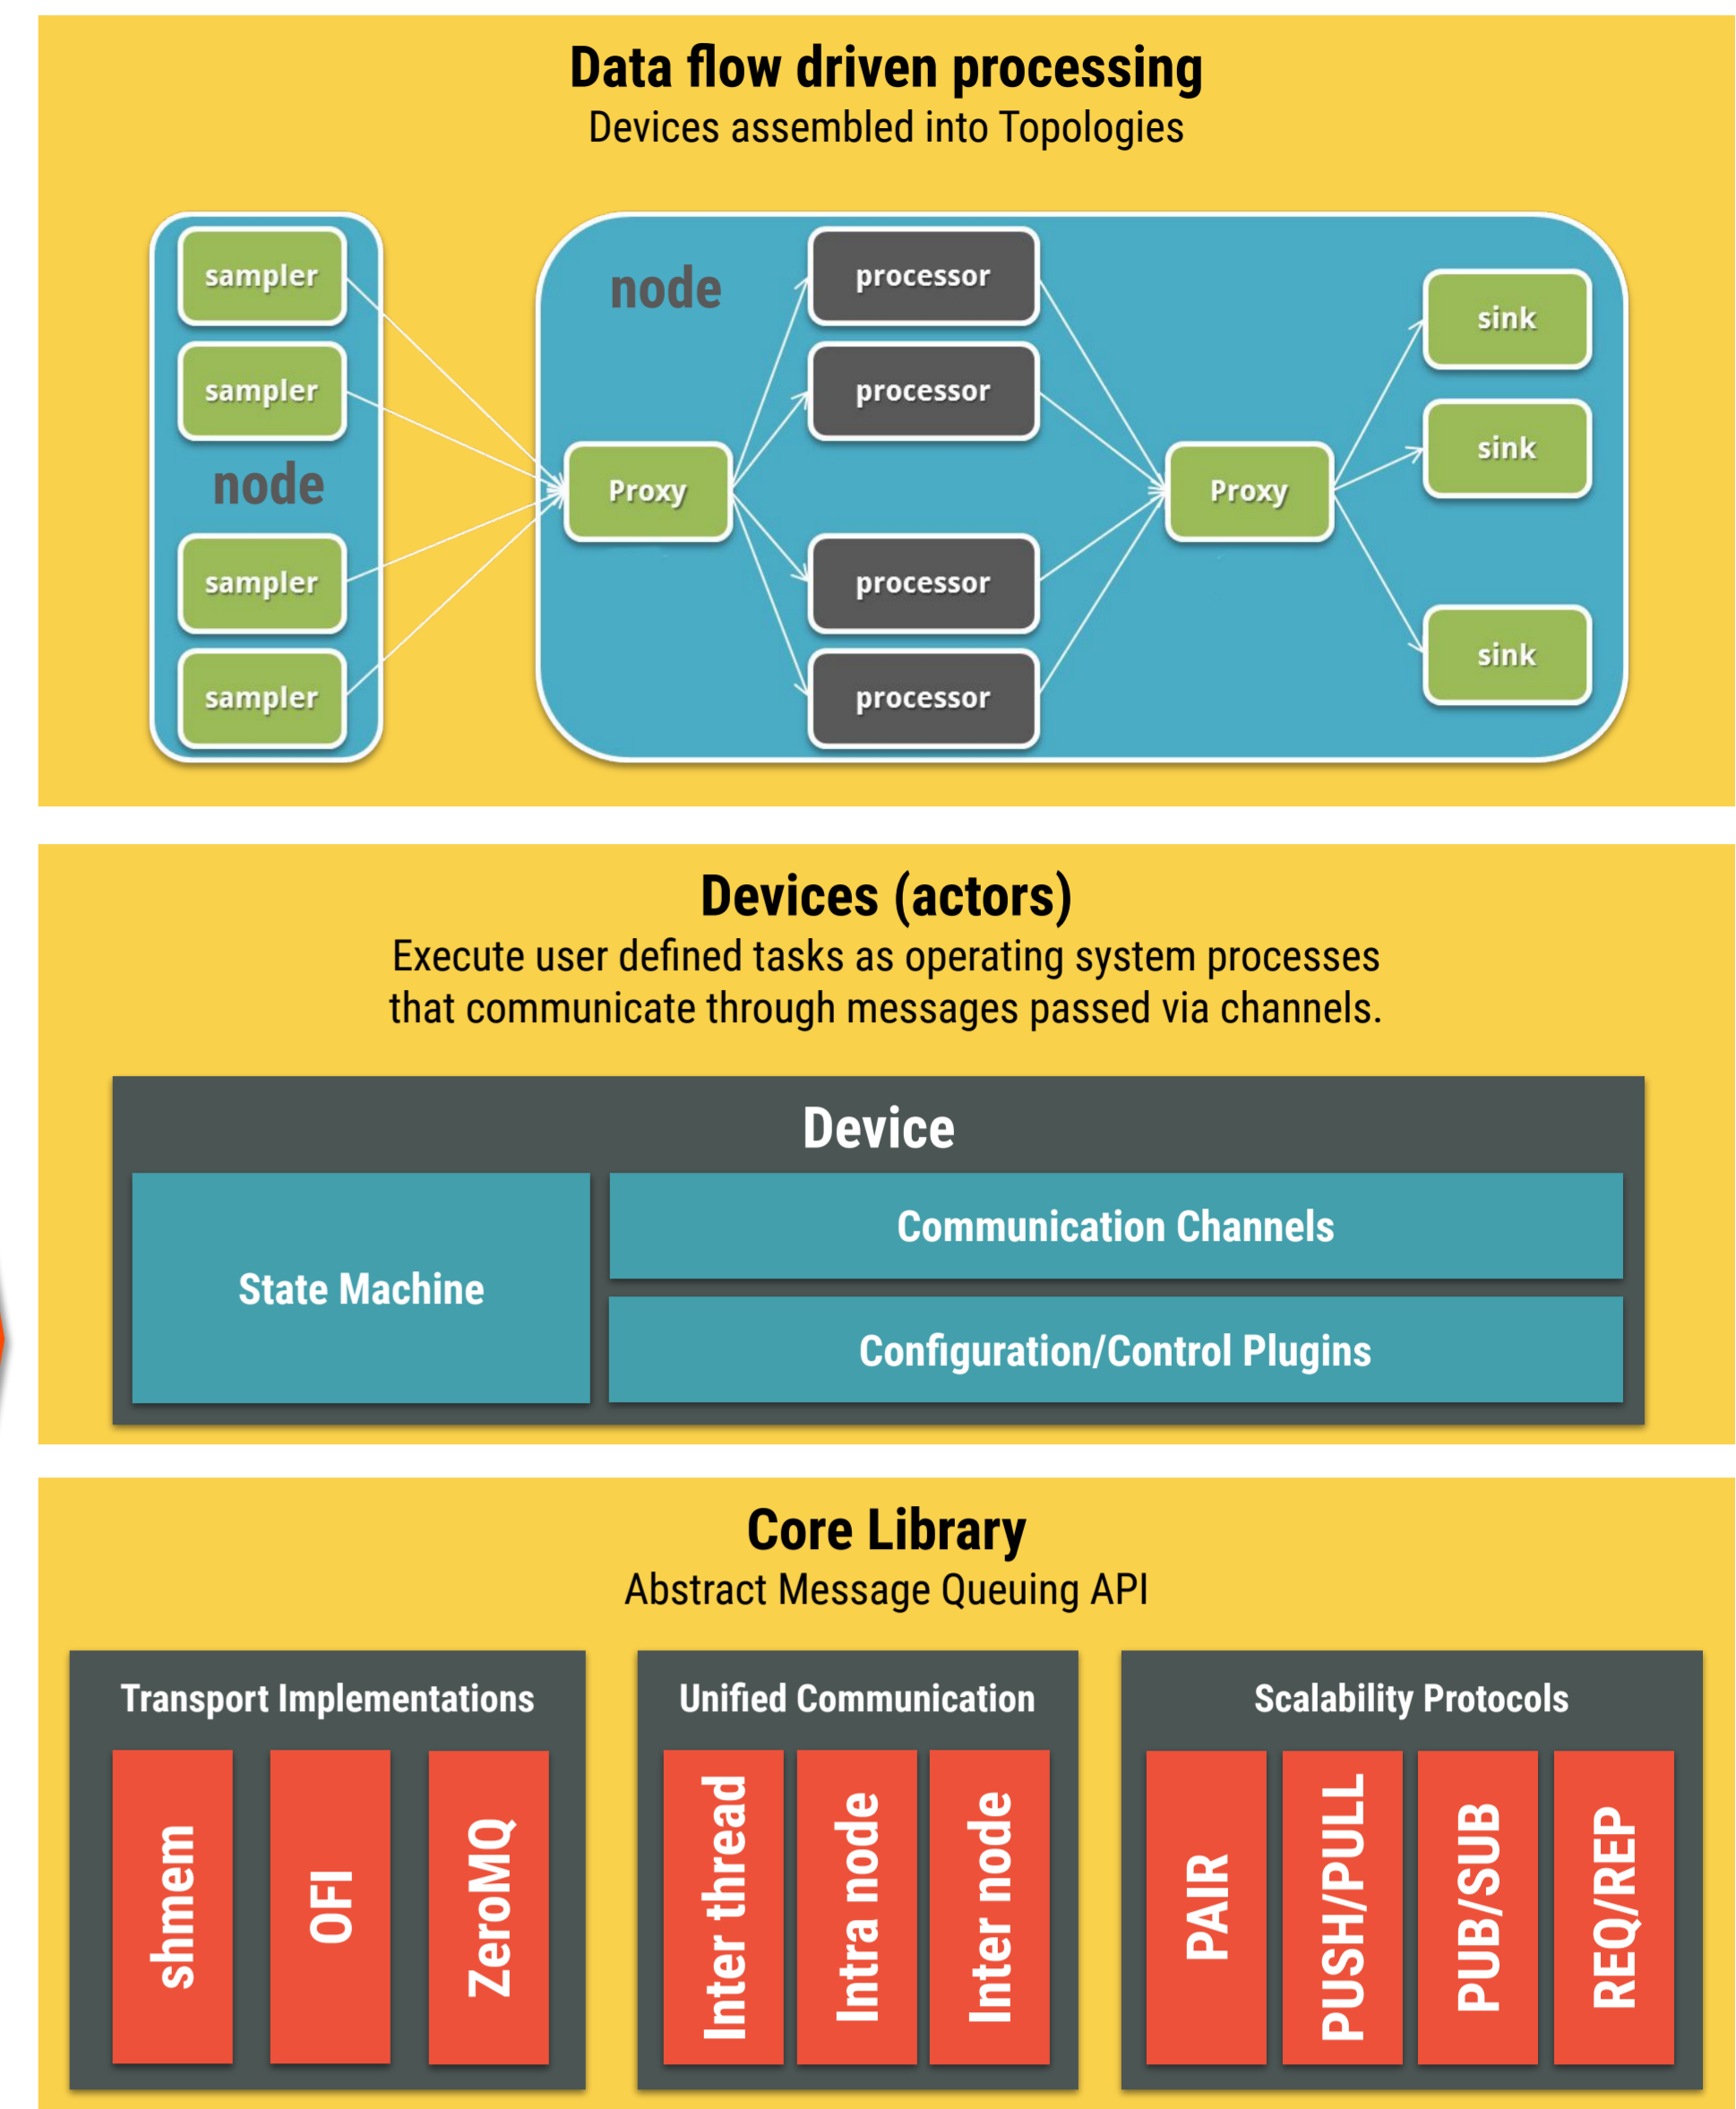 Data flow driven processing
Devices assembled into Topologies
sampler
sampler
node
sampler
sampler
node
Proxy
processor
processor
processor
processor
Proxy
sink
sink
sink
Devices (actors)
Execute user defined tasks as operating system processes
that communicate through messages passed via channels.
Device
State Machine
Communication Channels
Configuration/Control Plugins
Core Library
Abstract Message Queuing API
Transport Implementations
shmem
OFI
ZeroMQ
Unified Communication
Inter thread
Intra node
Inter node
Scalability Protocols
PAIR
PUSH/PULL
PUB/SUB
REQ/REP